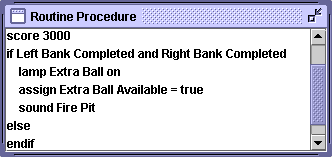 Routine Procedure
score 3000
if Left Bank Completed and Right Bank Completed
lamp Extra Ball on
assign Extra Ball Available = true
sound Fire Pit
else
endif